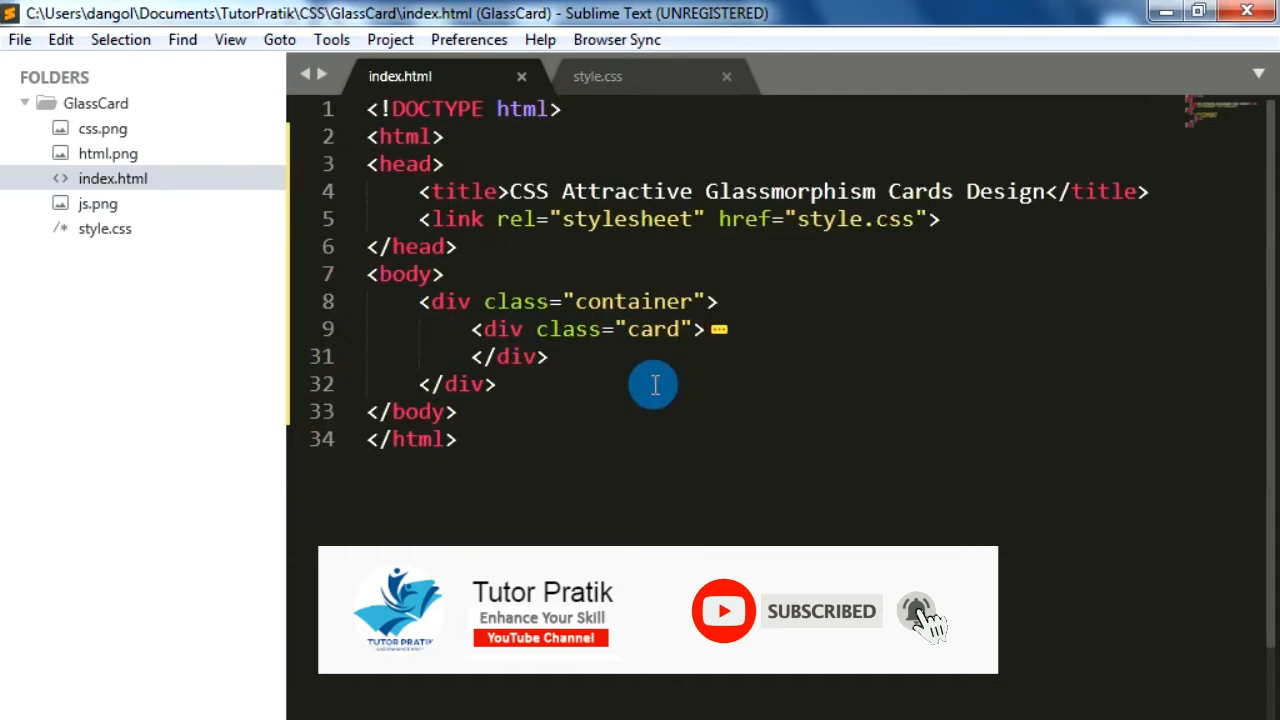 C:\Users\dangol\Documents\TutorPratik\CSS\GlassCard\index.html (GlassCard) - Sublime Text (UNREGISTERED)
File Edit Selection Find View Goto Tools Project Preferences Help Browser Sync
FOLDERS
GlassCard
css.png
html.png
<> index.html
js.png
/* style.css
index.html
style.css
1 <!DOCTYPE html>
2 <html>
3 <head>
4 <title>CSS Attractive Glassmorphism Cards Design</title>
5 <link rel="stylesheet" href="style.css">
6 </head>
7 <body>
8 <div class="container">
9 <div class="card">
31 </div>
32 </div>
33 </body>
34 </html>
TUTOR PRATIK
Tutor Pratik
Enhance Your Skill
YouTube Channel
SUBSCRIBED